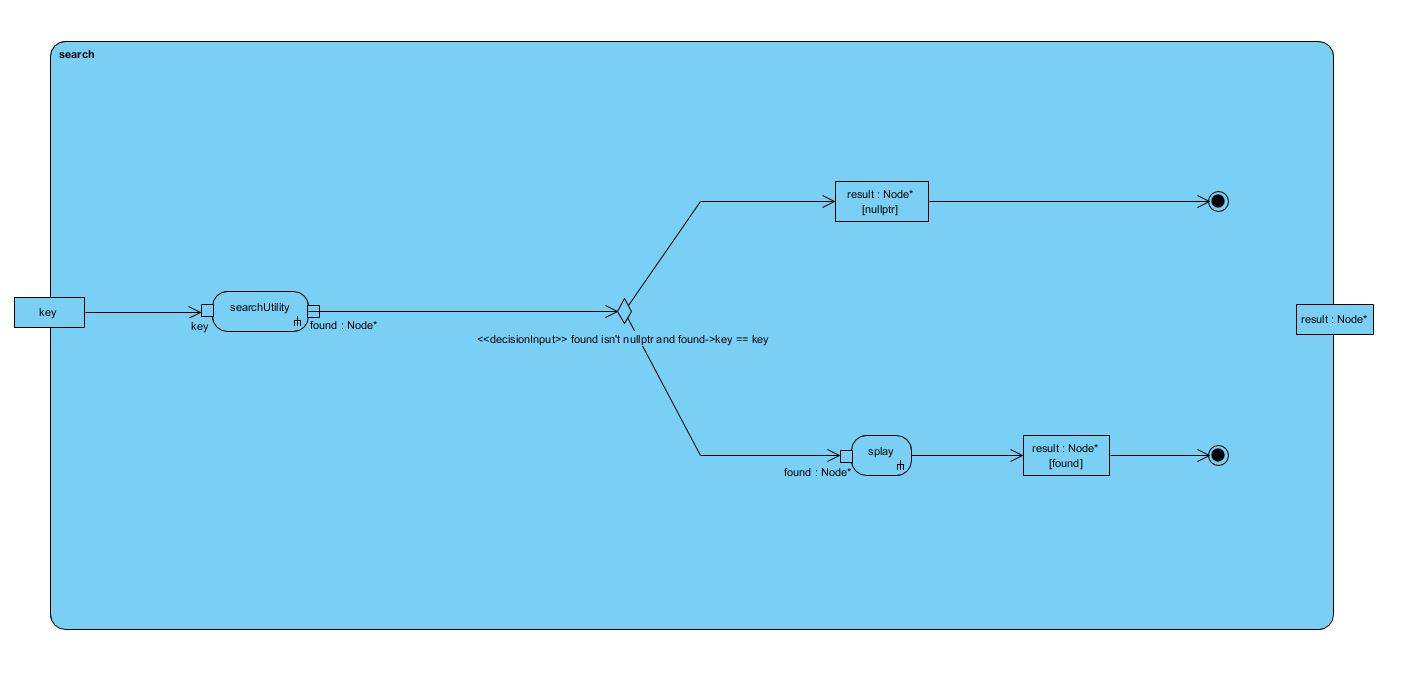 search
result : Node*
[nullptr]
key
searchUtility
key
found : Node*
<<decisionInput>> found isn't nullptr and found->key == key
result : Node*
splay
found : Node*
result : Node*
[found]